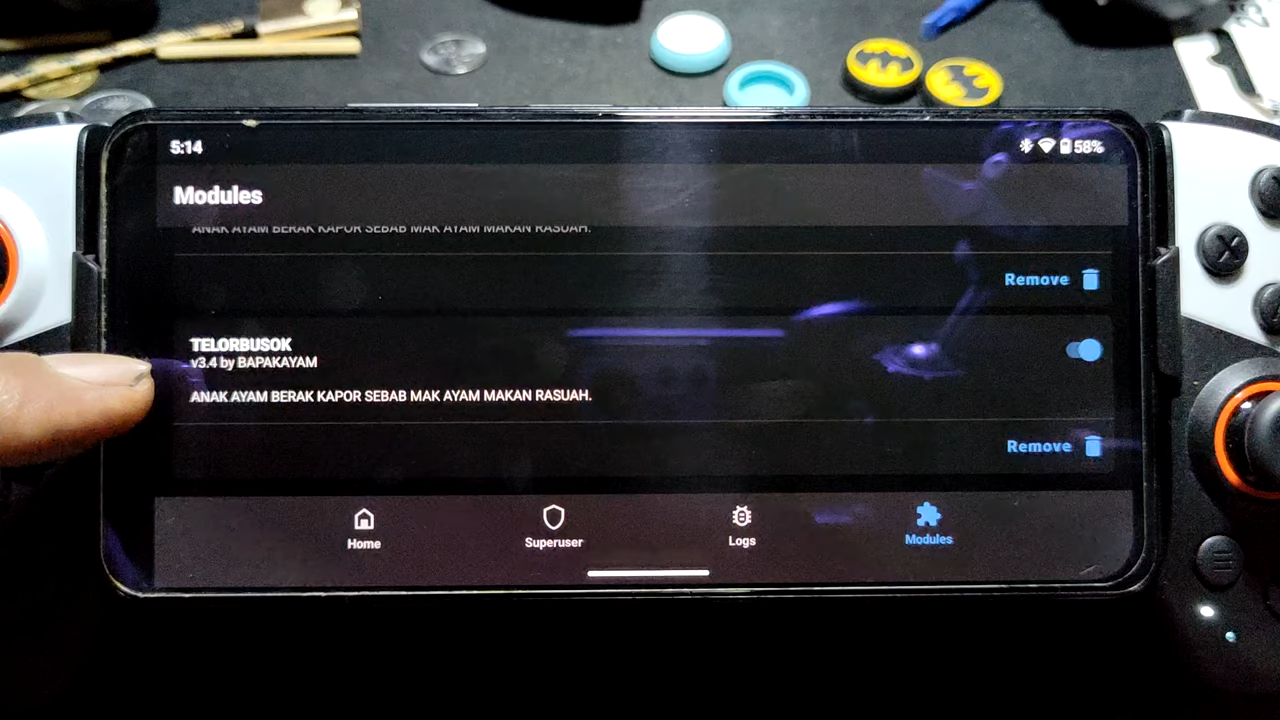 5:14
58%
Modules
ANAK AYAM BERAK KAPOR SEBAB MAK AYAM MAKAN RASUAH.
Remove
TELORBUSOK
v3.4 by BAPAKAYAM
ANAK AYAM BERAK KAPOR SEBAB MAK AYAM MAKAN RASUAH.
Remove
Home
Superuser
Logs
Modules
X